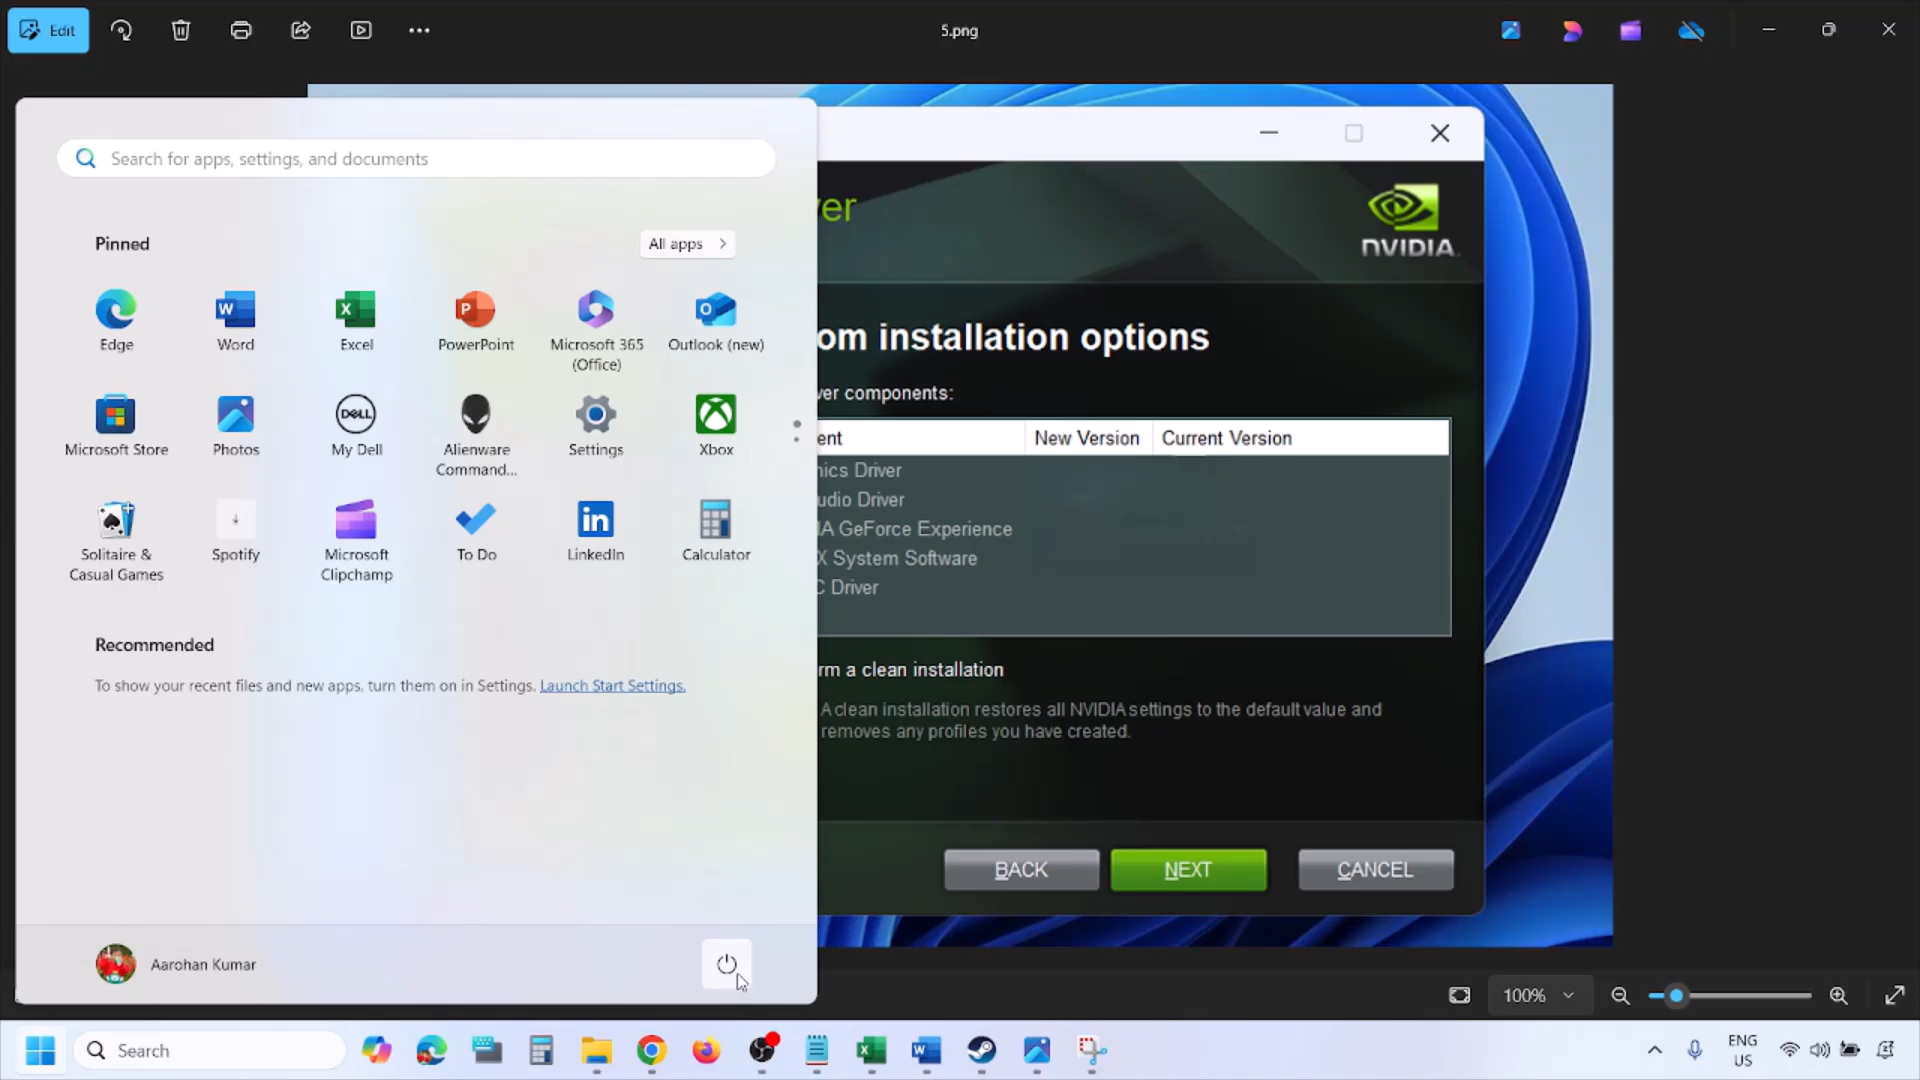 Edit
5.png
Search for apps, settings, and documents
Pinned
All apps
Edge
Word
Excel
PowerPoint
Microsoft 365
(Office)
Outlook (new)
Microsoft Store
Photos
DELL
My Dell
Alienware
Command...
Settings
Xbox
Solitaire &
Casual Games
Spotify
Microsoft
Clipchamp
To Do
LinkedIn
Calculator
Recommended
To show your recent files and new apps, turn them on in Settings. Launch Start Settings.
Aarohan Kumar
ver
NVIDIA.
om installation options
ver components:
ent
New Version
Current Version
nics Driver
udio Driver
IA GeForce Experience
X System Software
C Driver
rm a clean installation
A clean installation restores all NVIDIA settings to the default value and
removes any profiles you have created.
BACK
NEXT
CANCEL
100%
Search
ENG
US